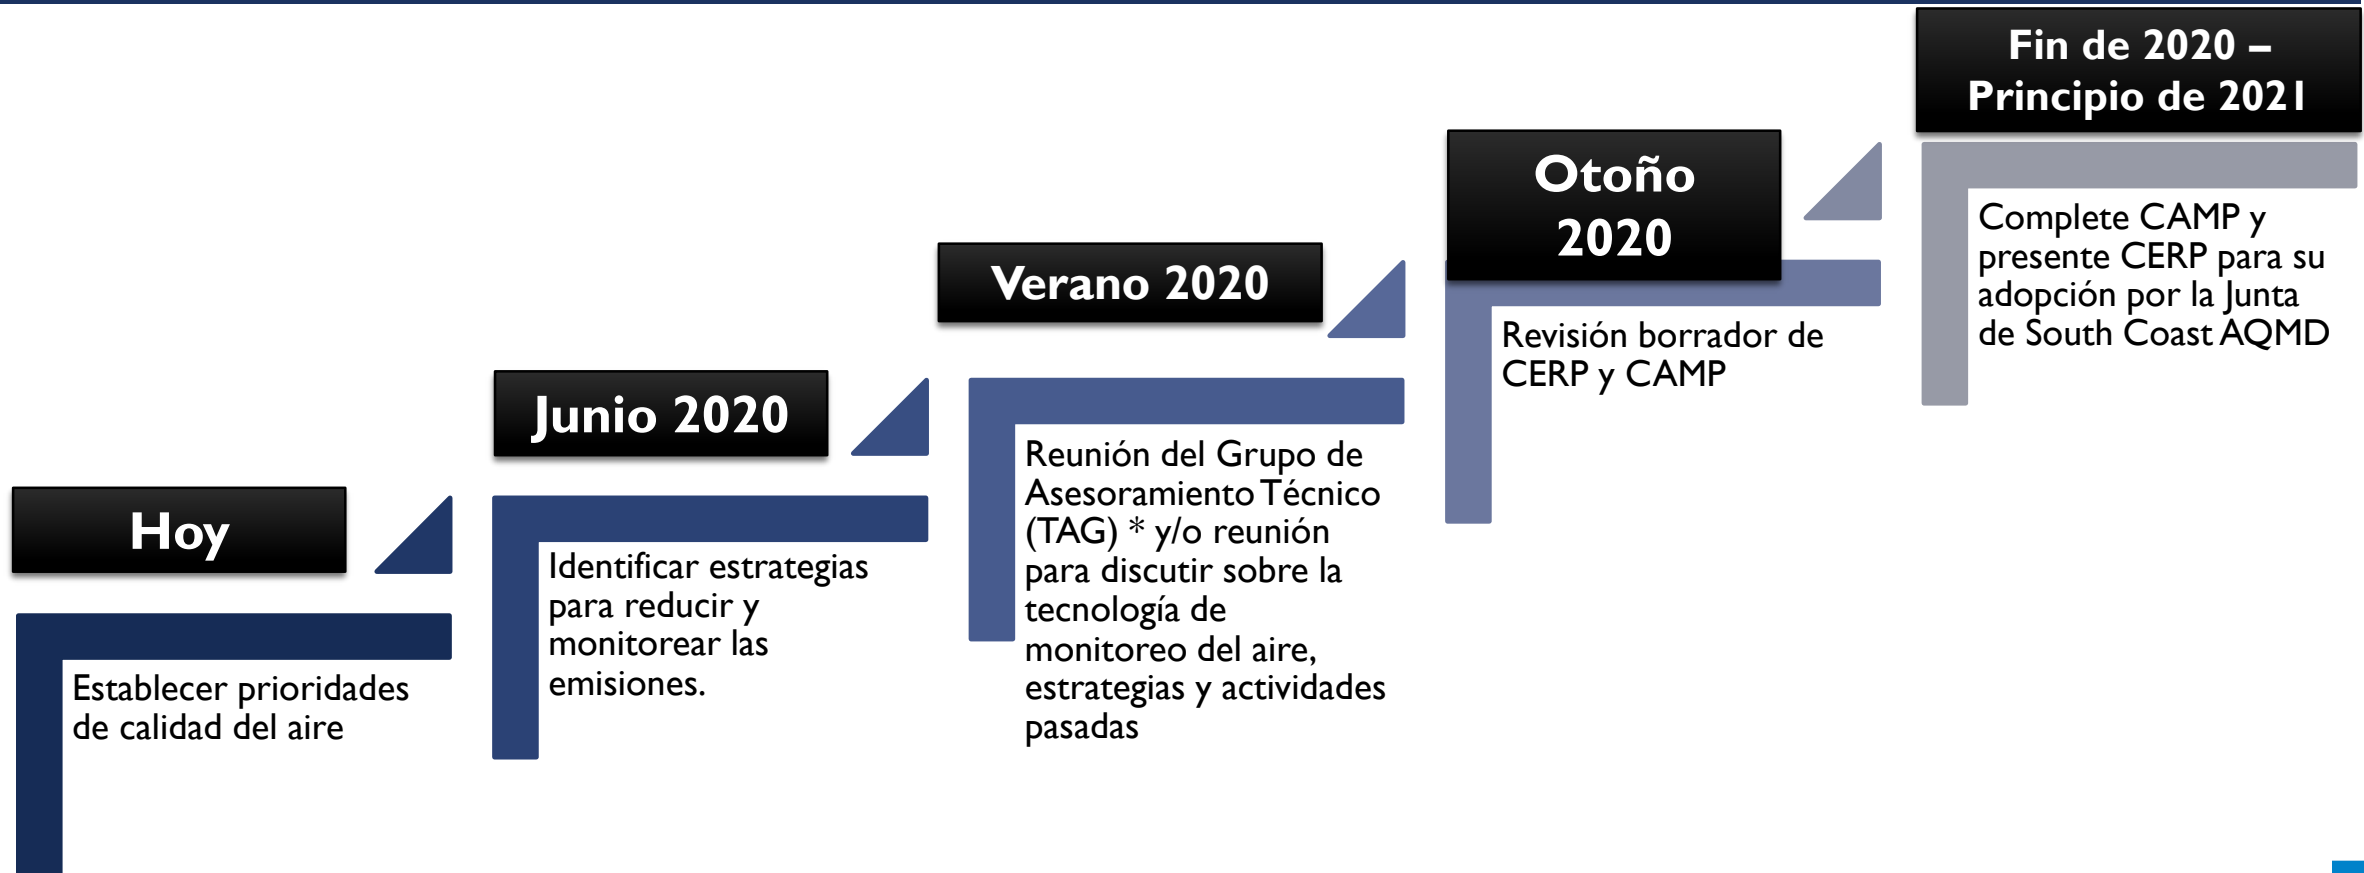 Hoy
Establecer prioridades
de calidad del aire
Junio 2020
Identificar estrategias
para reducir y
monitorear las
emisiones.
Verano 2020
Reunión del Grupo de
Asesoramiento Técnico
(TAG) * y/o reunión
para discutir sobre la
tecnología de
monitoreo del aire,
estrategias y actividades
pasadas
Otoño
2020
Revisión borrador de
CERP y CAMP
Fin de 2020 –
Principio de 2021
Complete CAMP y
presente CERP para su
adopción por la Junta
de South Coast AQMD